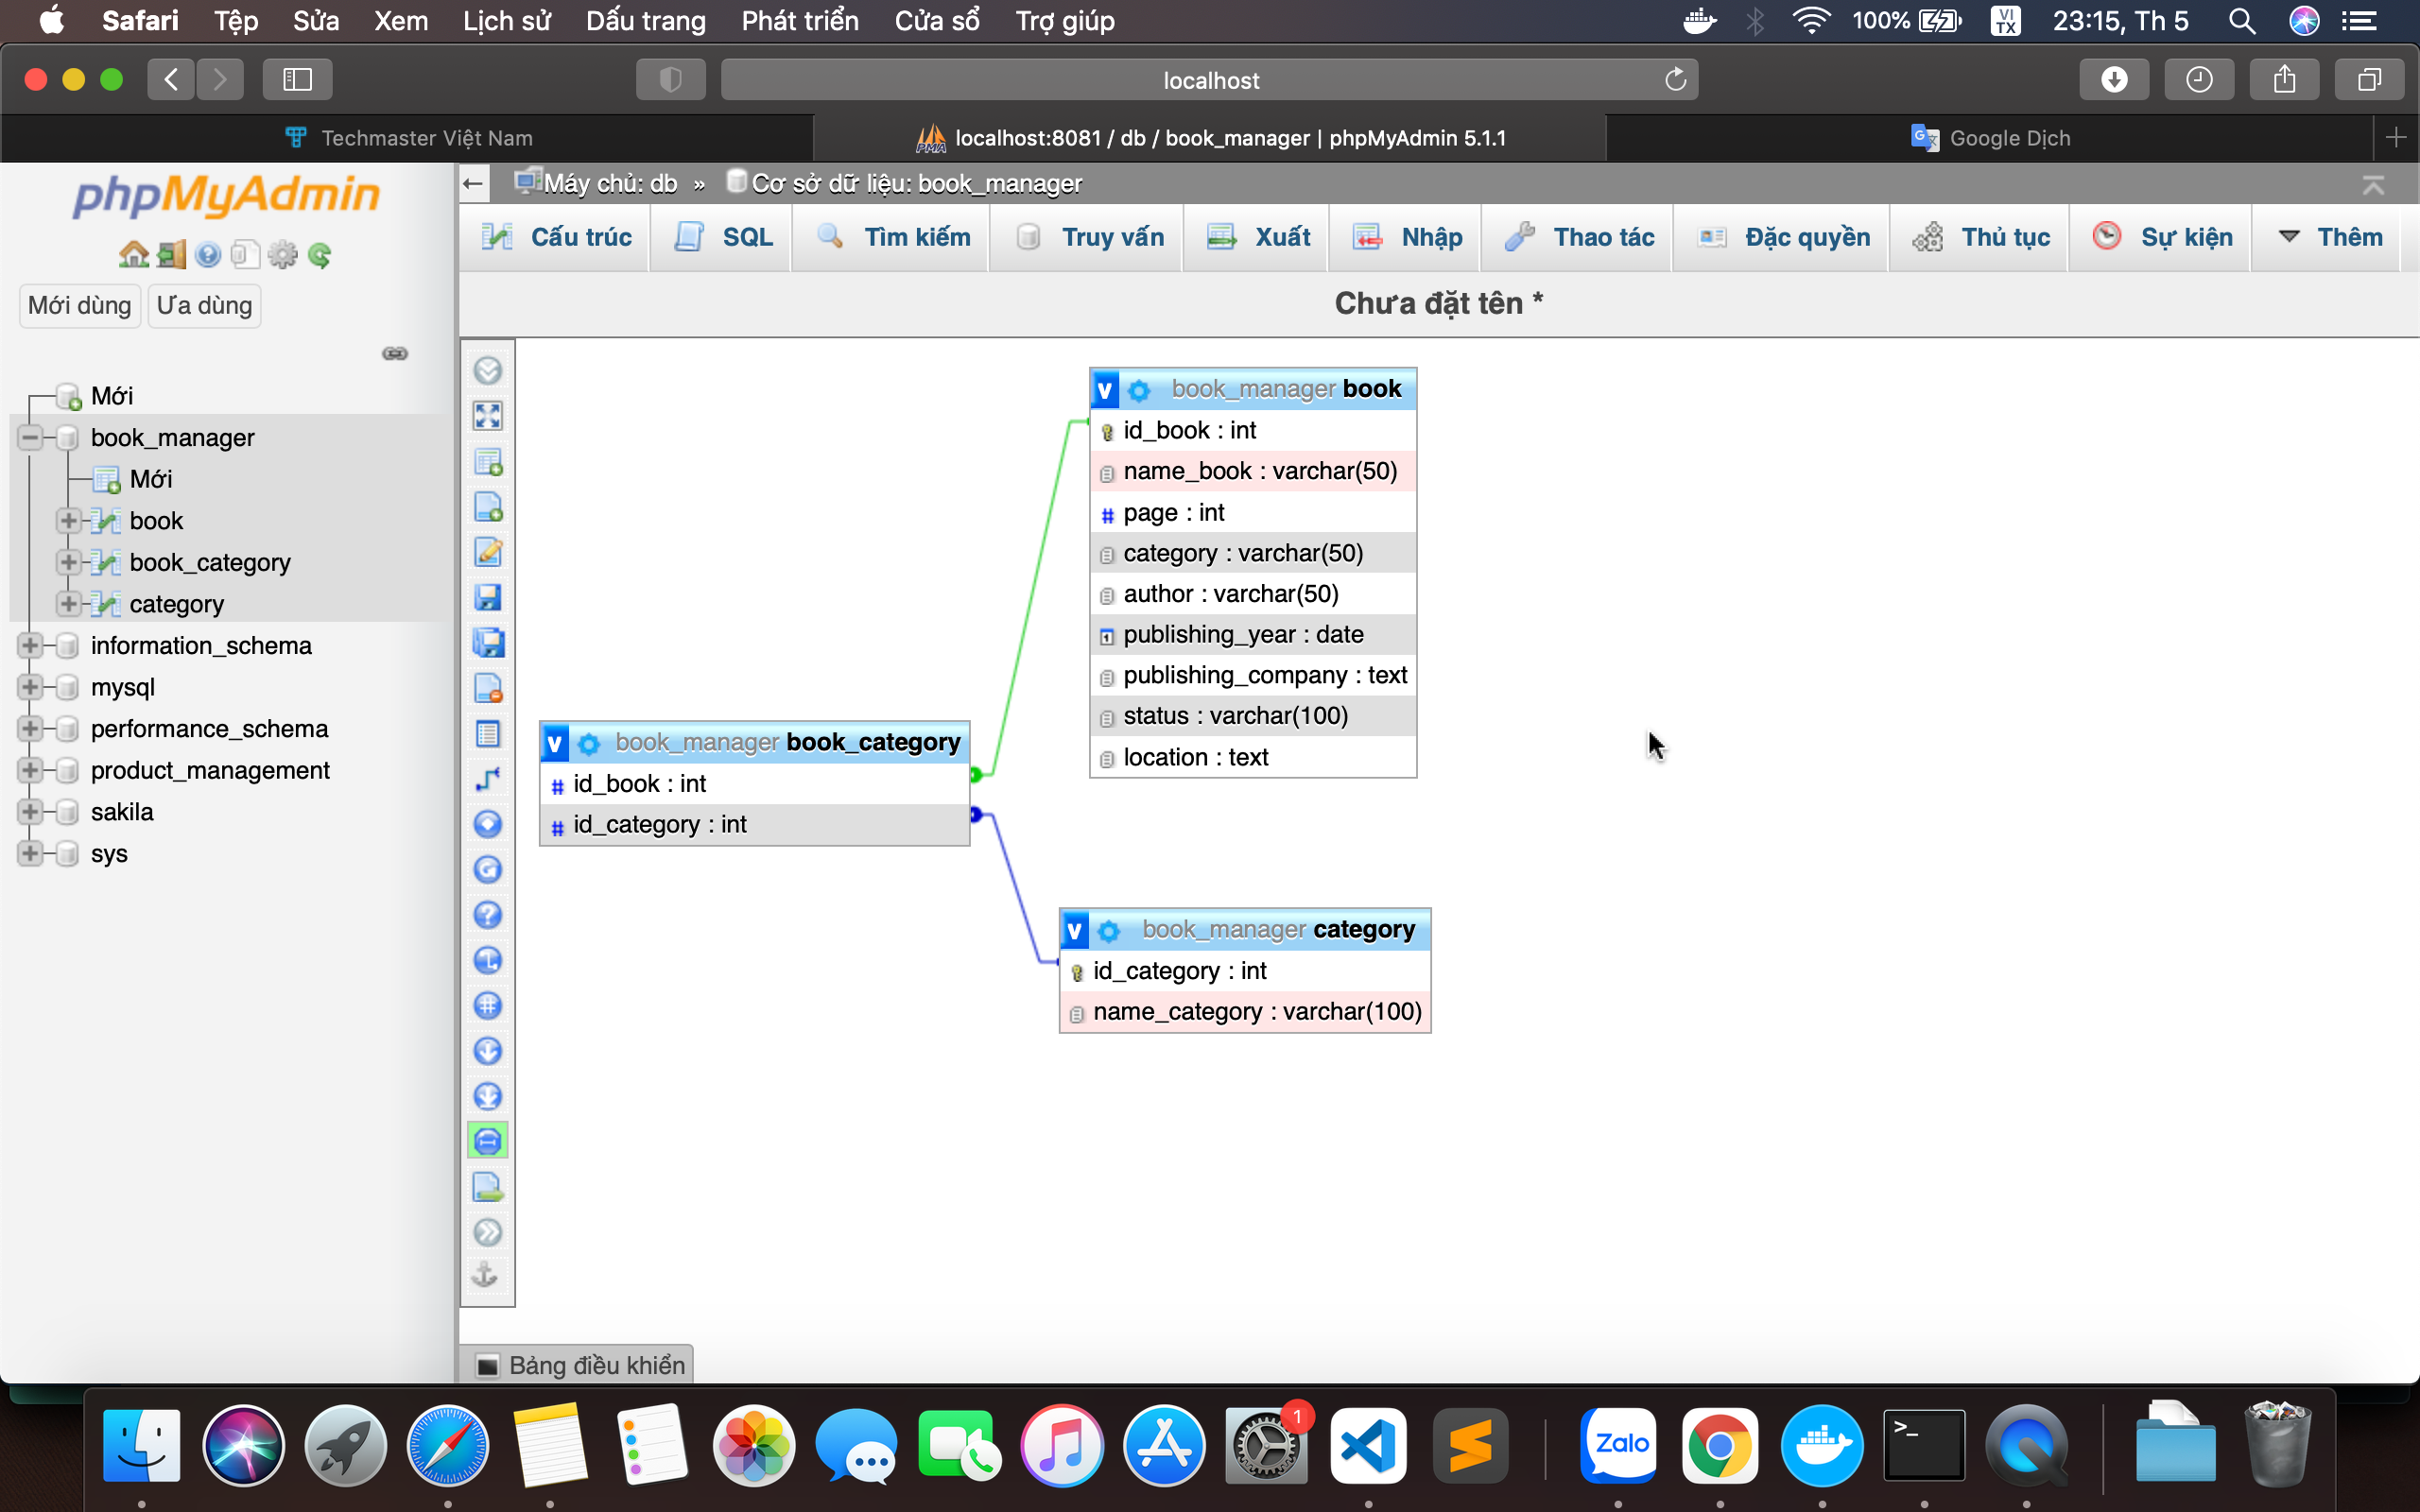 Safari Tệp Sửa Xem Lịch sử Dấu trang Phát triển Cửa sổ Trợ giúp 100% VI TX 23:15, Th 5
localhost
Techmaster Việt Nam
localhost:8081 / db / book_manager | phpMyAdmin 5.1.1
Google Dịch
phpMyAdmin
Mới dùng Ưa dùng
Mới
book_manager
Mới
book
book_category
category
information_schema
mysql
performance_schema
product_management
sakila
sys
Máy chủ: db » Cơ sở dữ liệu: book_manager
Cấu trúc SQL Tìm kiếm Truy vấn Xuất Nhập Thao tác Đặc quyền Thủ tục Sự kiện Thêm
Chưa đặt tên *
v book_manager book
id_book : int
name_book : varchar(50)
# page : int
category : varchar(50)
author : varchar(50)
publishing_year : date
publishing_company : text
status : varchar(100)
location : text
v book_manager book_category
# id_book : int
# id_category : int
v book_manager category
id_category : int
name_category : varchar(100)
Bảng điều khiển
1
Zalo
>_